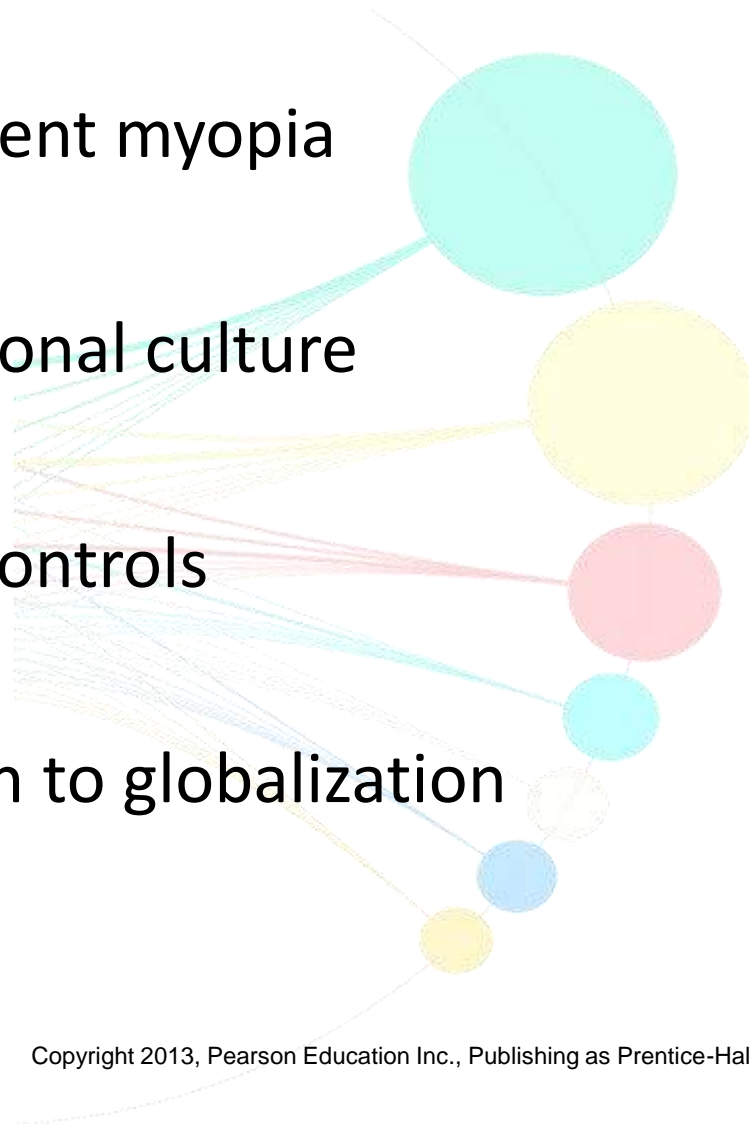 ent myopia
onal culture
ontrols
n to globalization
Copyright 2013, Pearson Education Inc., Publishing as Prentice-Hal